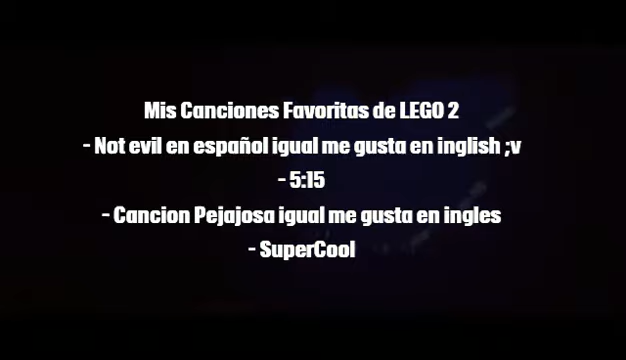 Mis Canciones Favoritas de LEGO 2
- Not evil en español igual me gusta en inglish ;v
- 5:15
- Cancion Pejajosa igual me gusta en ingles
- SuperCool